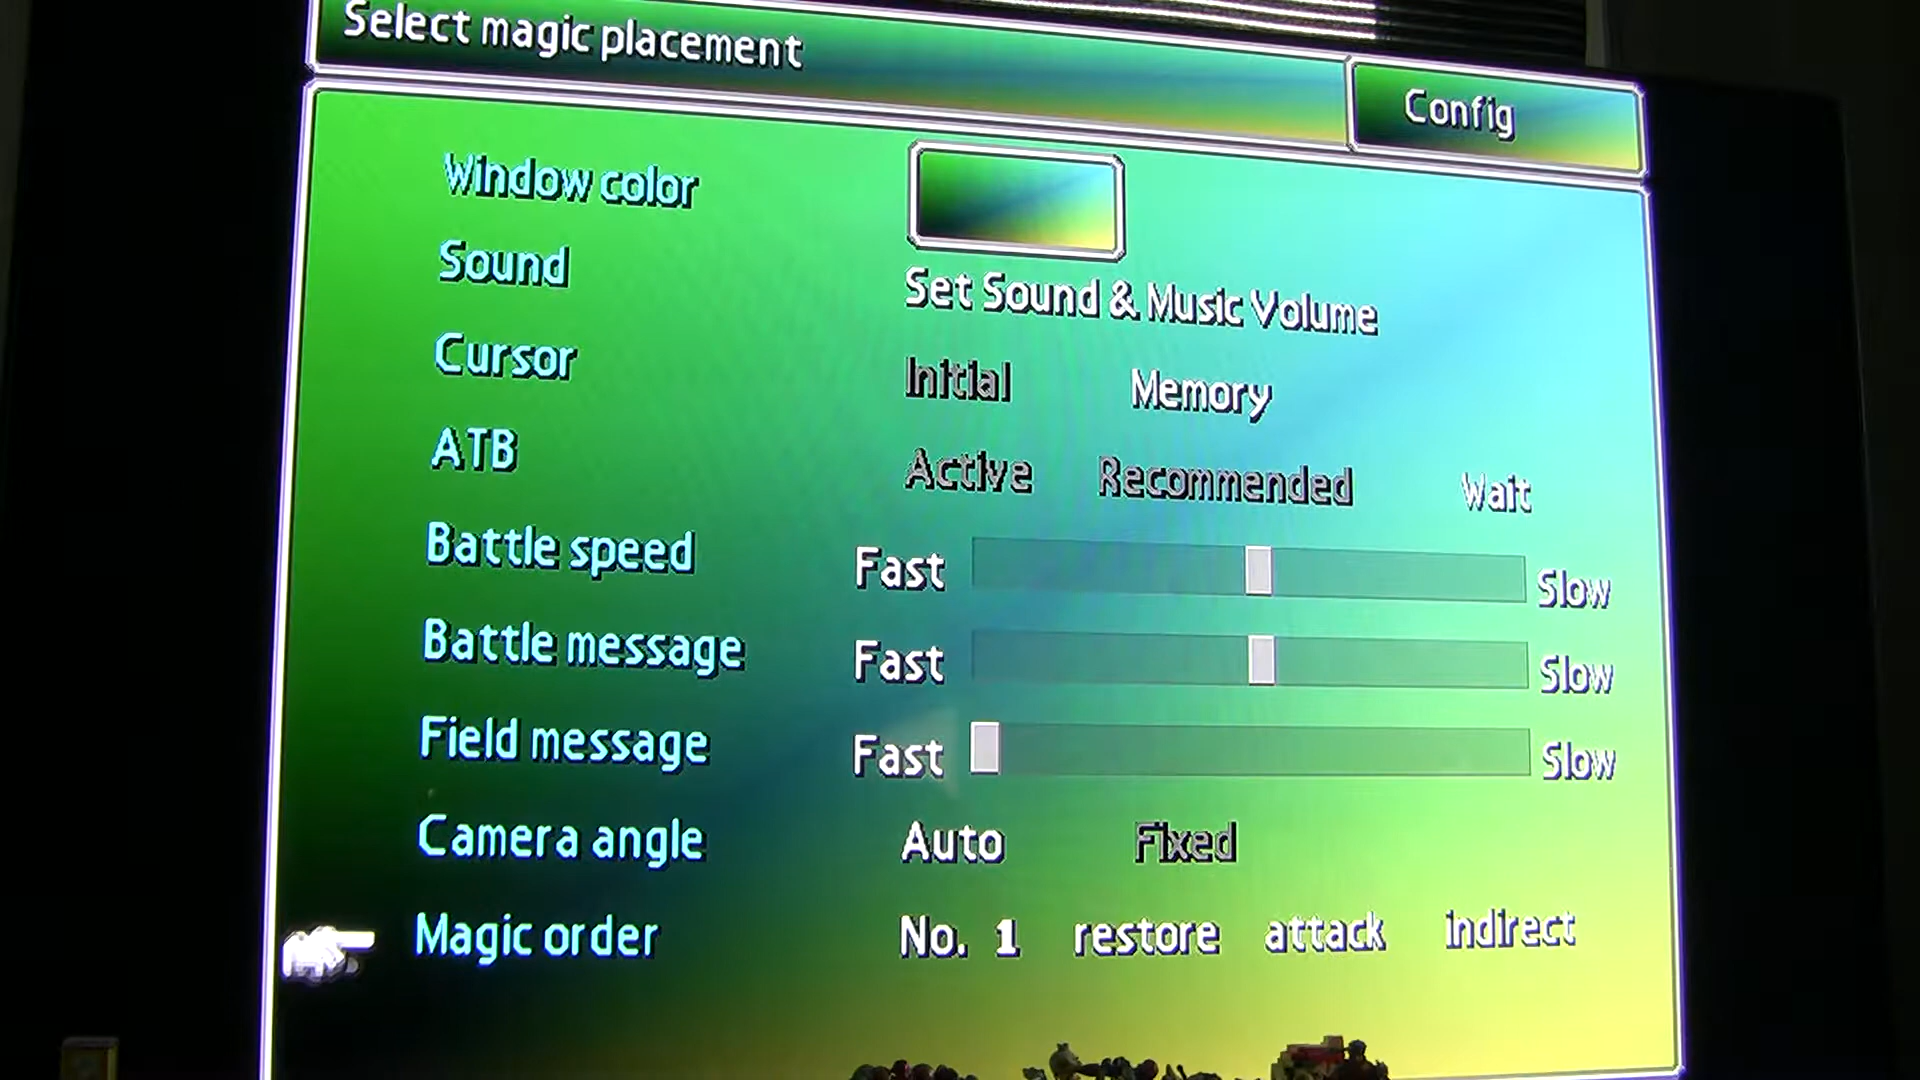 Select magic placement
Config
Window color
Sound Set Sound & Music Volume
Cursor Initial Memory
ATB Active Recommended Wait
Battle speed Fast Slow
Battle message Fast Slow
Field message Fast Slow
Camera angle Auto Fixed
Magic order No. 1 restore attack indirect